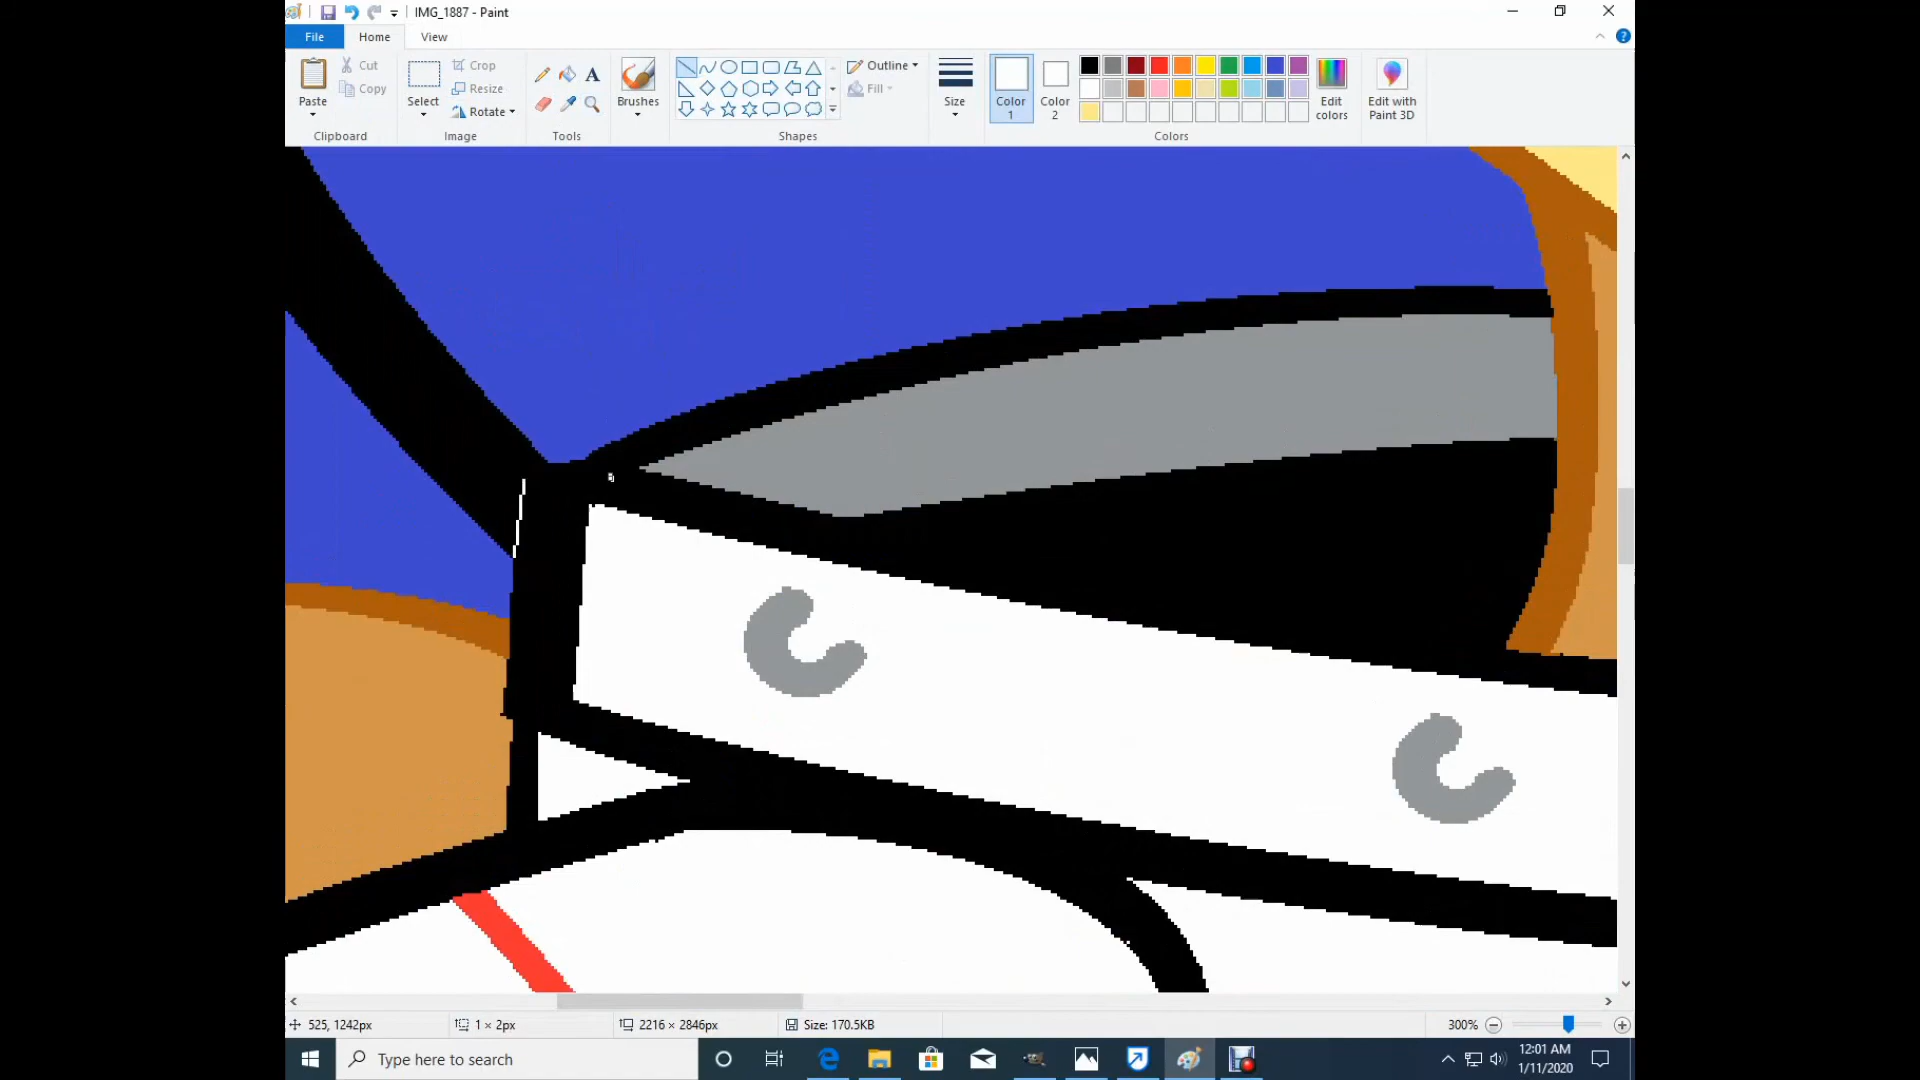 IMG_1887 - Paint
File Home View
Paste Cut Copy
Clipboard
Select Crop Resize Rotate
Image
Tools
Brushes
Outline Fill
Shapes
Size
Color 1
Color 2
Edit colors
Colors
Edit with Paint 3D
525, 1242px 1 × 2px 2216 × 2846px Size: 170.5KB 300%
Type here to search
12:01 AM
1/11/2020